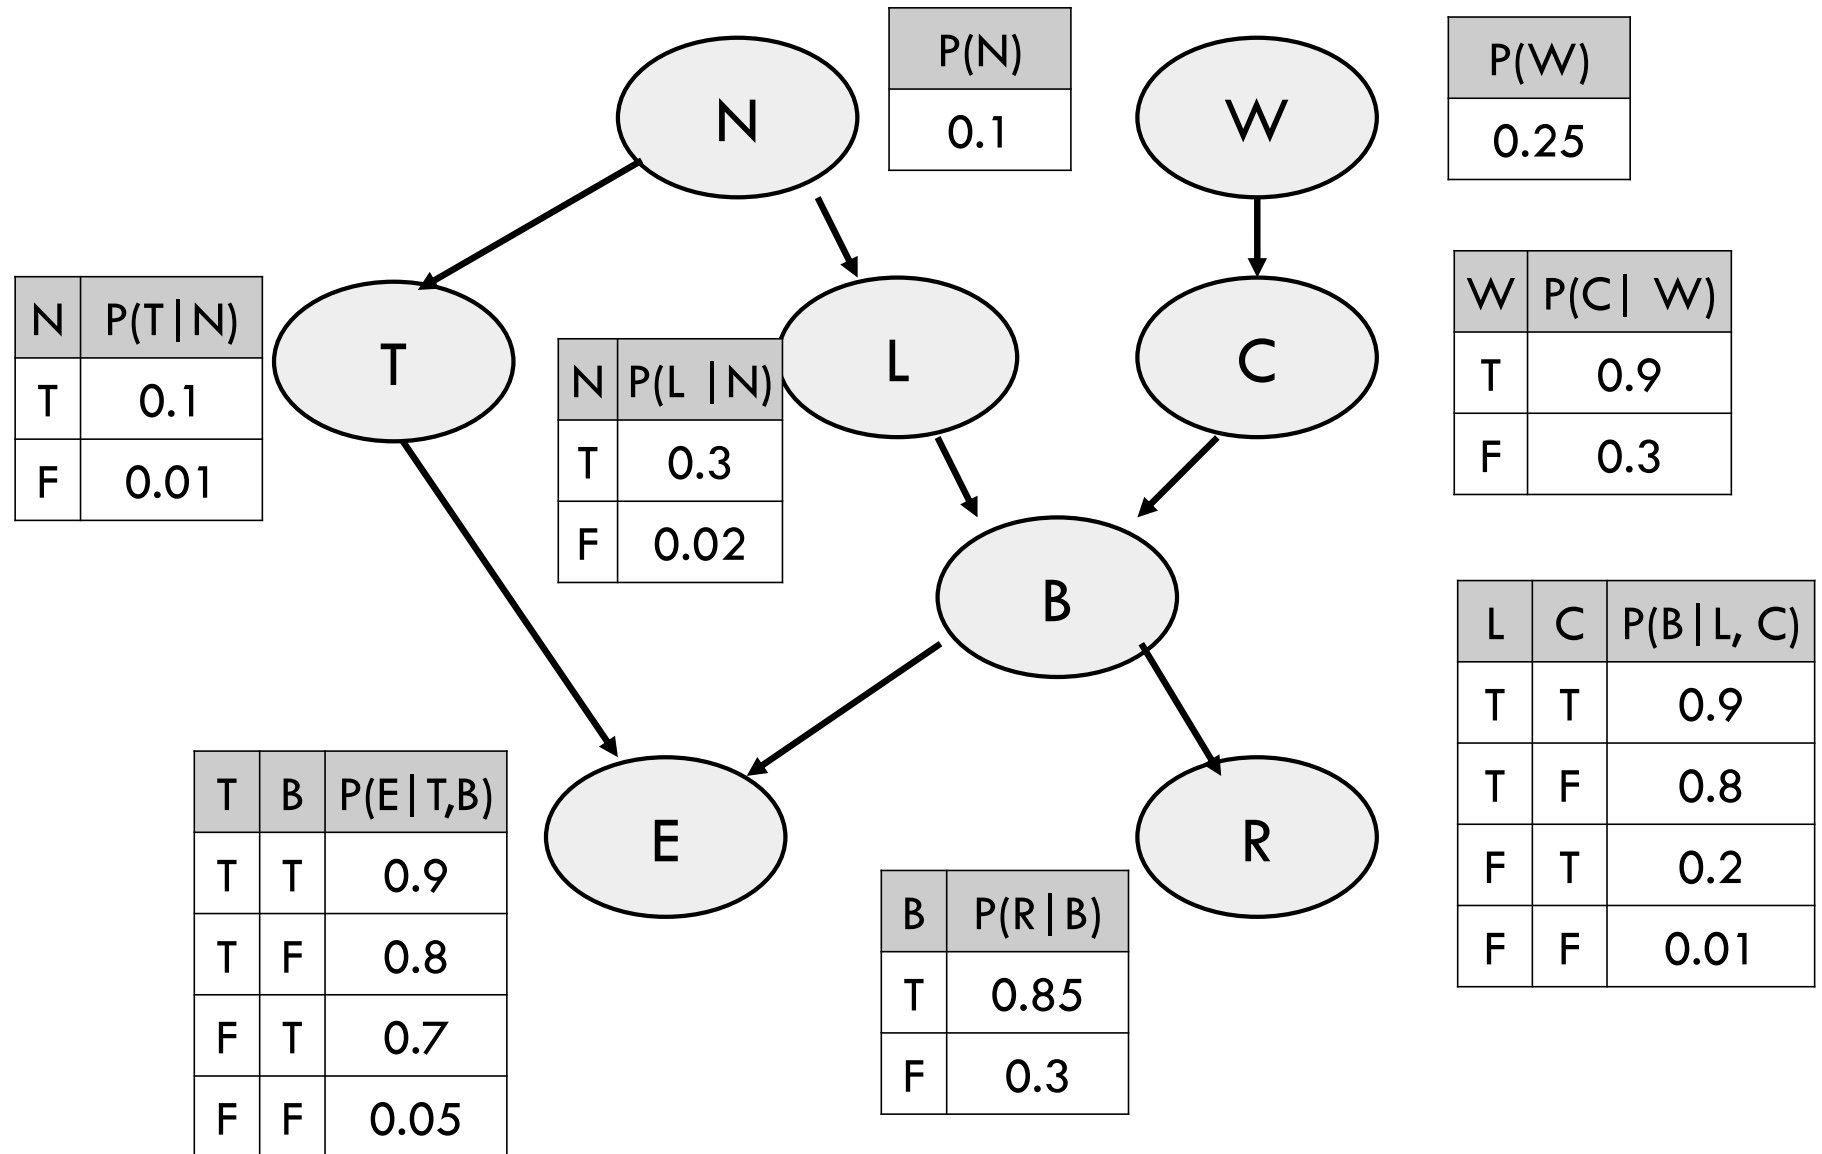 N
P(N)
0.1
W
P(W)
0.25
N P(T|N)
T 0.1
F 0.01
T
N P(L |N)
T 0.3
F 0.02
L
C
W P(C| W)
T 0.9
F 0.3
B
L C P(B|L, C)
T T 0.9
T F 0.8
F T 0.2
F F 0.01
T B P(E|T,B)
T T 0.9
T F 0.8
F T 0.7
F F 0.05
E
B P(R|B)
T 0.85
F 0.3
R